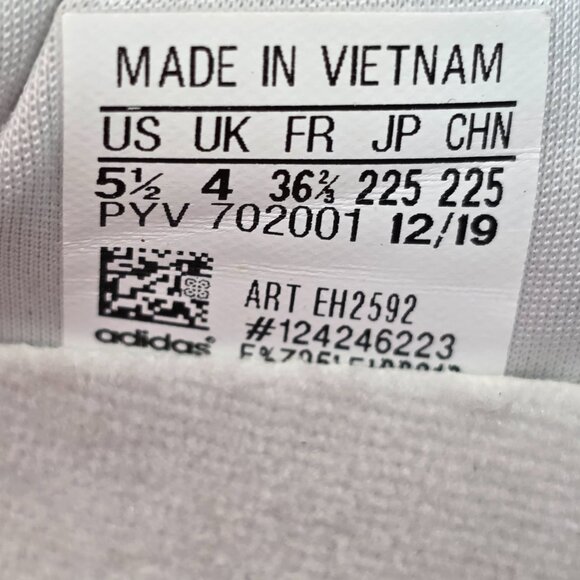 MADE IN VIETNAM
US UK FR JP CHN
5½ 4 36⅔ 225 225
PYV 702001 12/19
ART EH2592
adidas #124246223